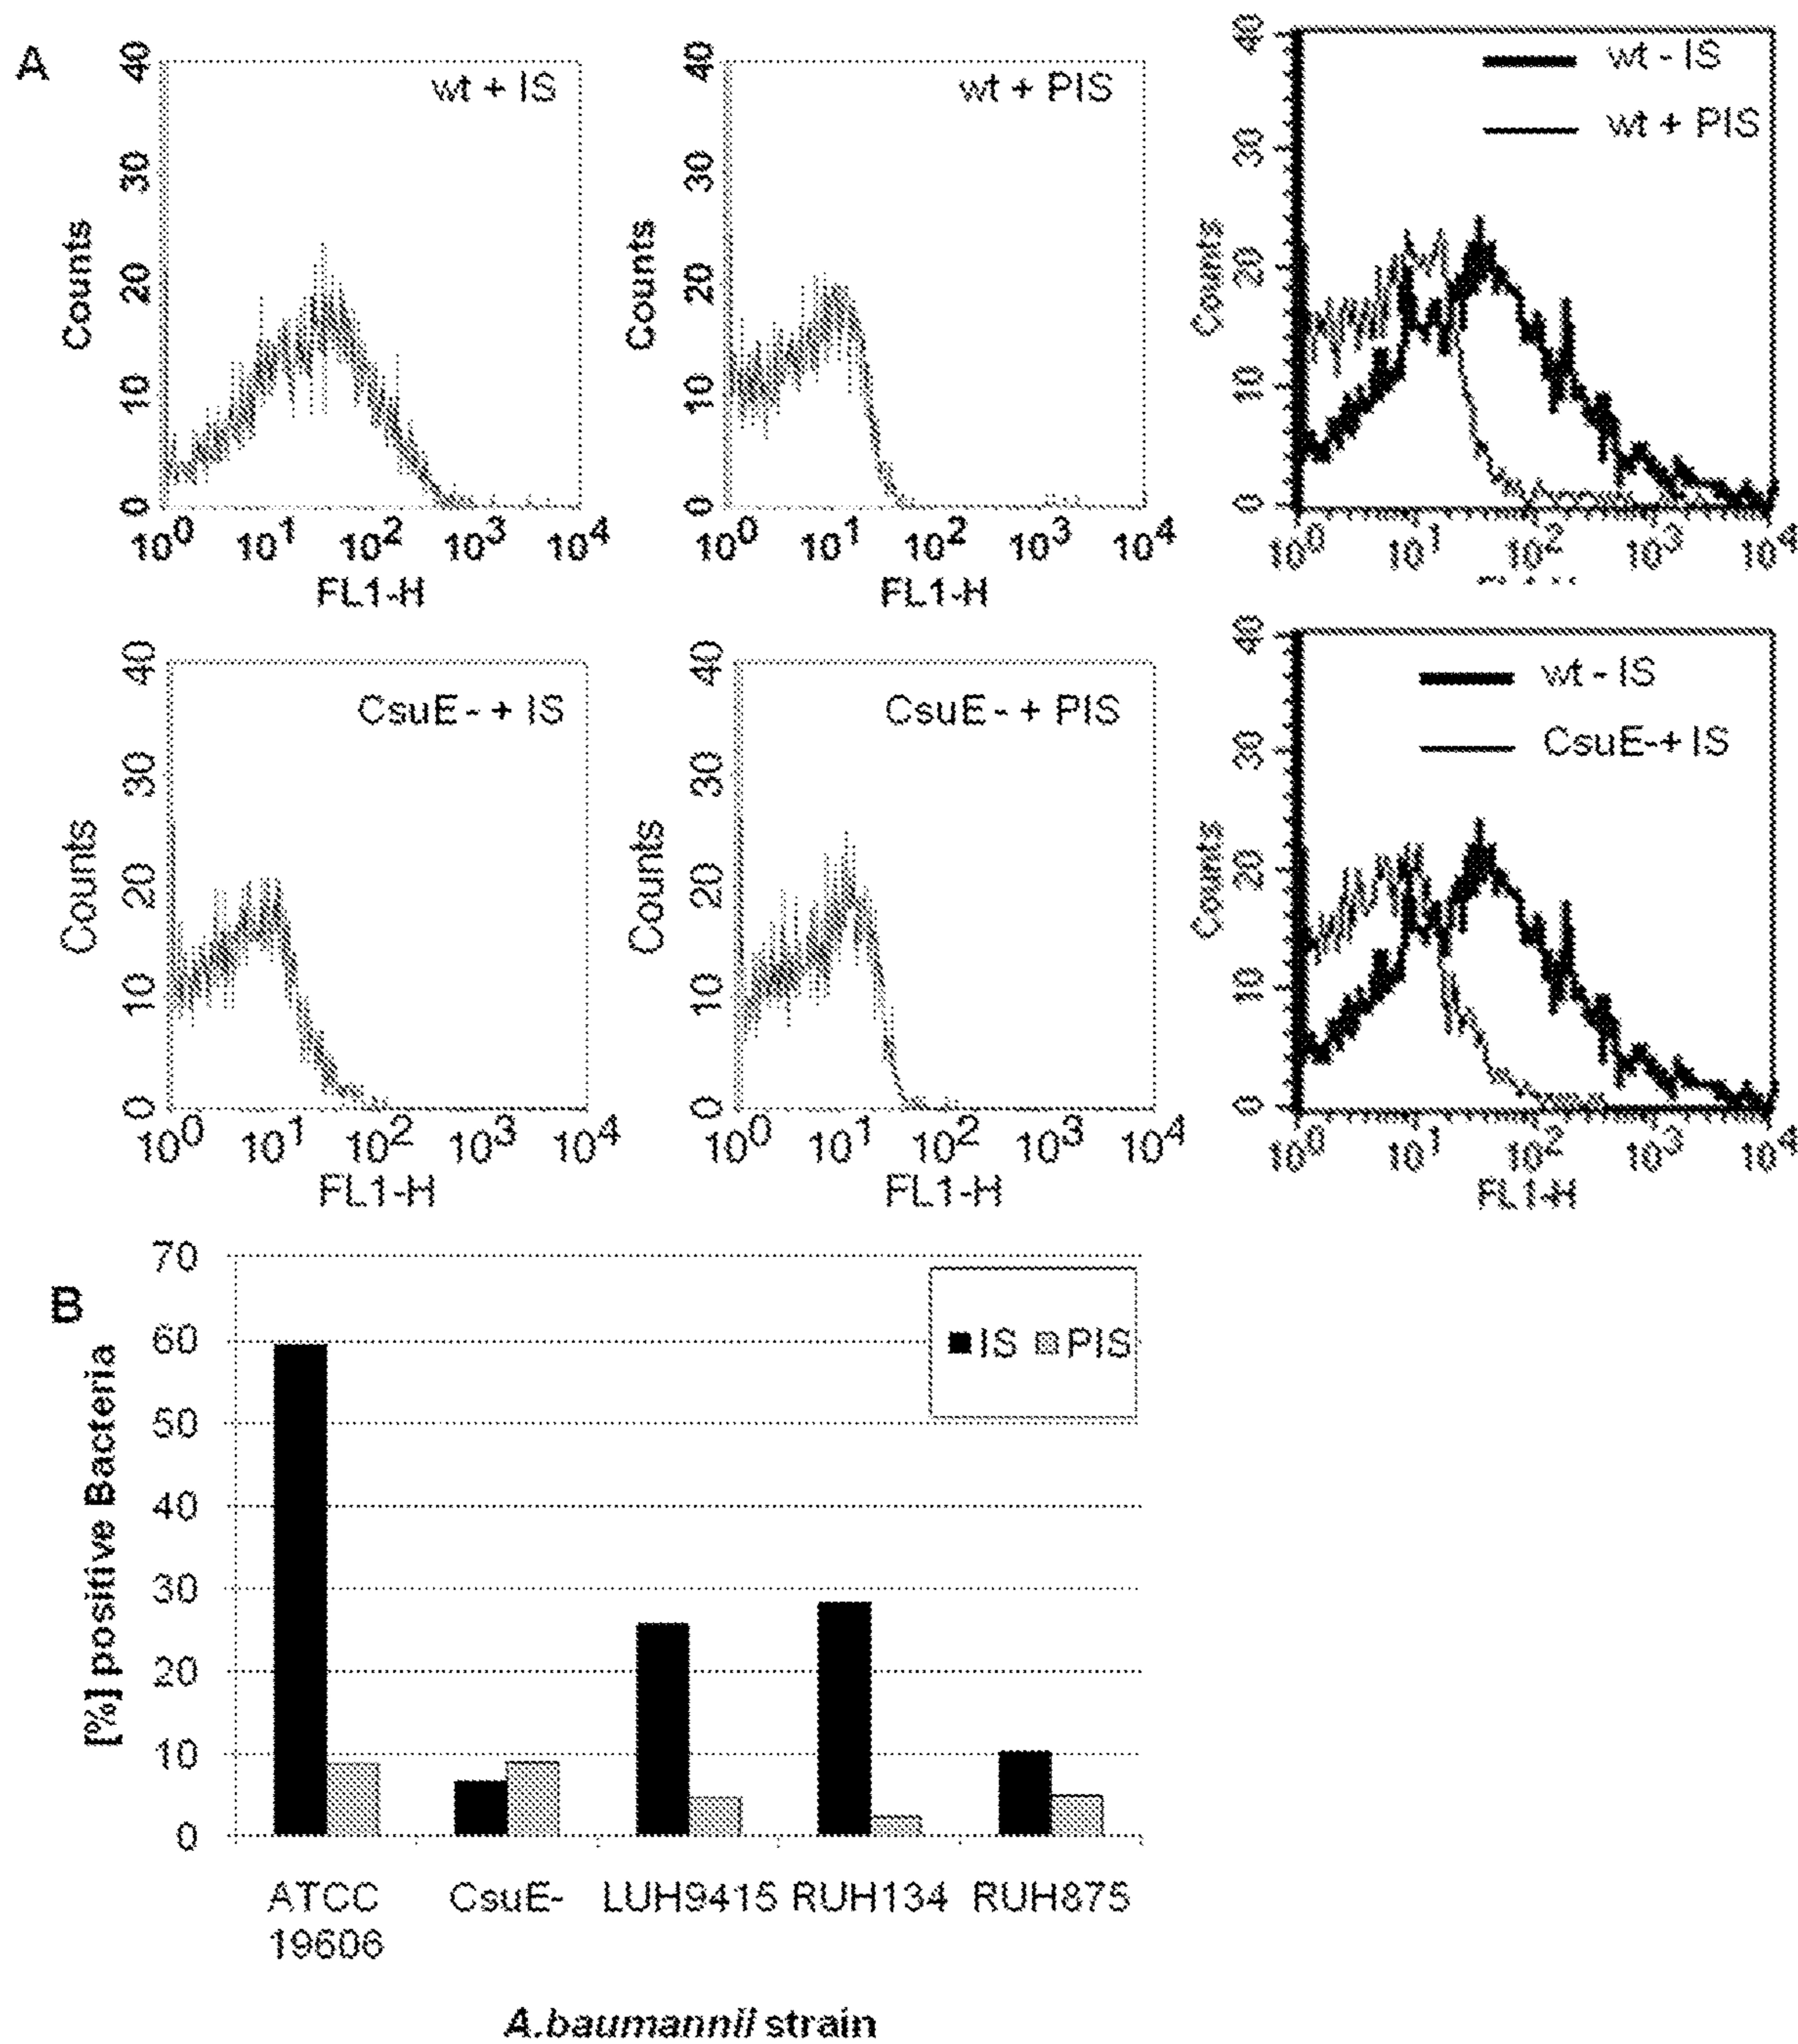 A
40
30
20
10
0
Counts
wt + IS
10^0 10^1 10^2 10^3 10^4
FL1-H
40
30
20
10
0
Counts
wt + PIS
10^0 10^1 10^2 10^3 10^4
FL1-H
40
30
20
10
0
Counts
wt - IS
wt + PIS
10^0 10^1 10^2 10^3 10^4
40
30
20
10
0
Counts
CsuE- + IS
10^0 10^1 10^2 10^3 10^4
FL1-H
40
30
20
10
0
Counts
CsuE- + PIS
10^0 10^1 10^2 10^3 10^4
FL1-H
40
30
20
10
0
Counts
wt - IS
CsuE-+ IS
10^0 10^1 10^2 10^3 10^4
FL1-H
B
70
60
50
40
30
20
10
0
[%] positive Bacteria
IS PIS
ATCC 19606
CsuE-
LUH9415
RUH134
RUH875
A.baumannii strain